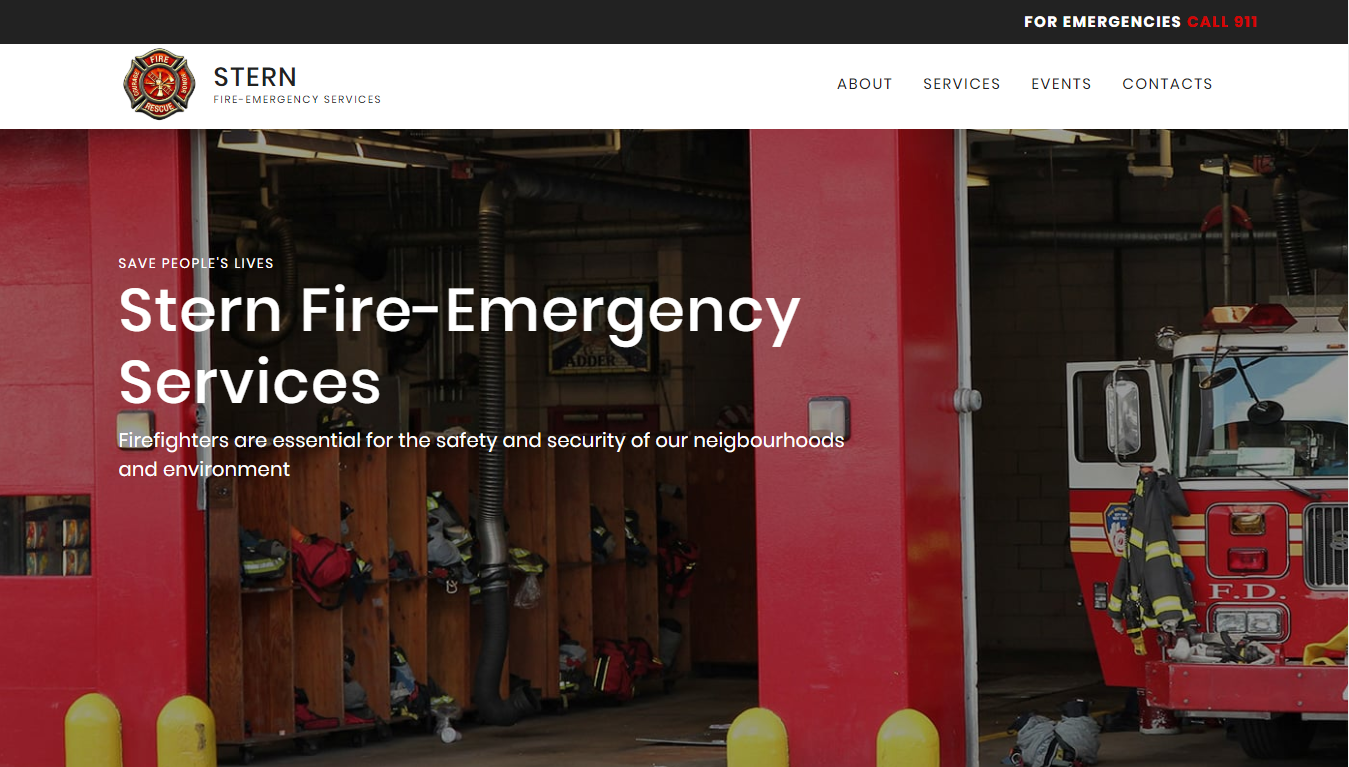 FOR EMERGENCIES CALL 911
FIRE
COURAGE
HONOR
RESCUE
STERN
FIRE-EMERGENCY SERVICES
ABOUT SERVICES EVENTS CONTACTS
SAVE PEOPLE'S LIVES
Stern Fire-Emergency
Services
LADDER
Firefighters are essential for the safety and security of our neigbourhoods
and environment
F.D.